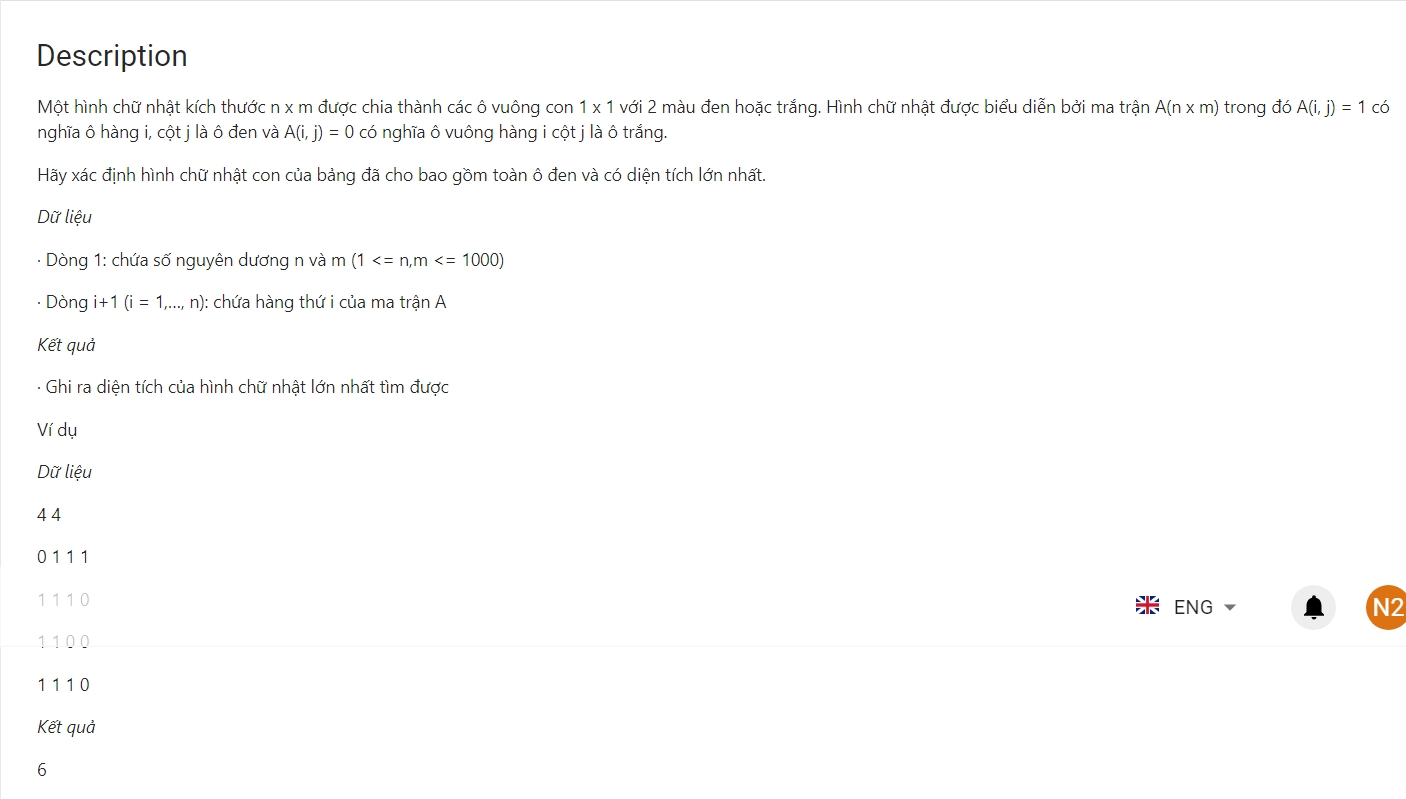 Description
Một hình chữ nhật kích thước n x m được chia thành các ô vuông con 1 x 1 với 2 màu đen hoặc trắng. Hình chữ nhật được biểu diễn bởi ma trận A(n x m) trong đó A(i, j) = 1 có
nghĩa ô hàng i, cột j là ô đen và A(i, j) = 0 có nghĩa ô vuông hàng i cột j là ô trắng.
Hãy xác định hình chữ nhật con của bảng đã cho bao gồm toàn ô đen và có diện tích lớn nhất.
Dữ liệu
· Dòng 1: chứa số nguyên dương n và m (1 <= n,m <= 1000)
· Dòng i+1 (i = 1,..., n): chứa hàng thứ i của ma trận A
Kết quả
· Ghi ra diện tích của hình chữ nhật lớn nhất tìm được
Ví dụ
Dữ liệu
4 4
0 1 1 1
1 1 1 0
ENG
N2
1 1 0 0
1 1 1 0
Kết quả
6